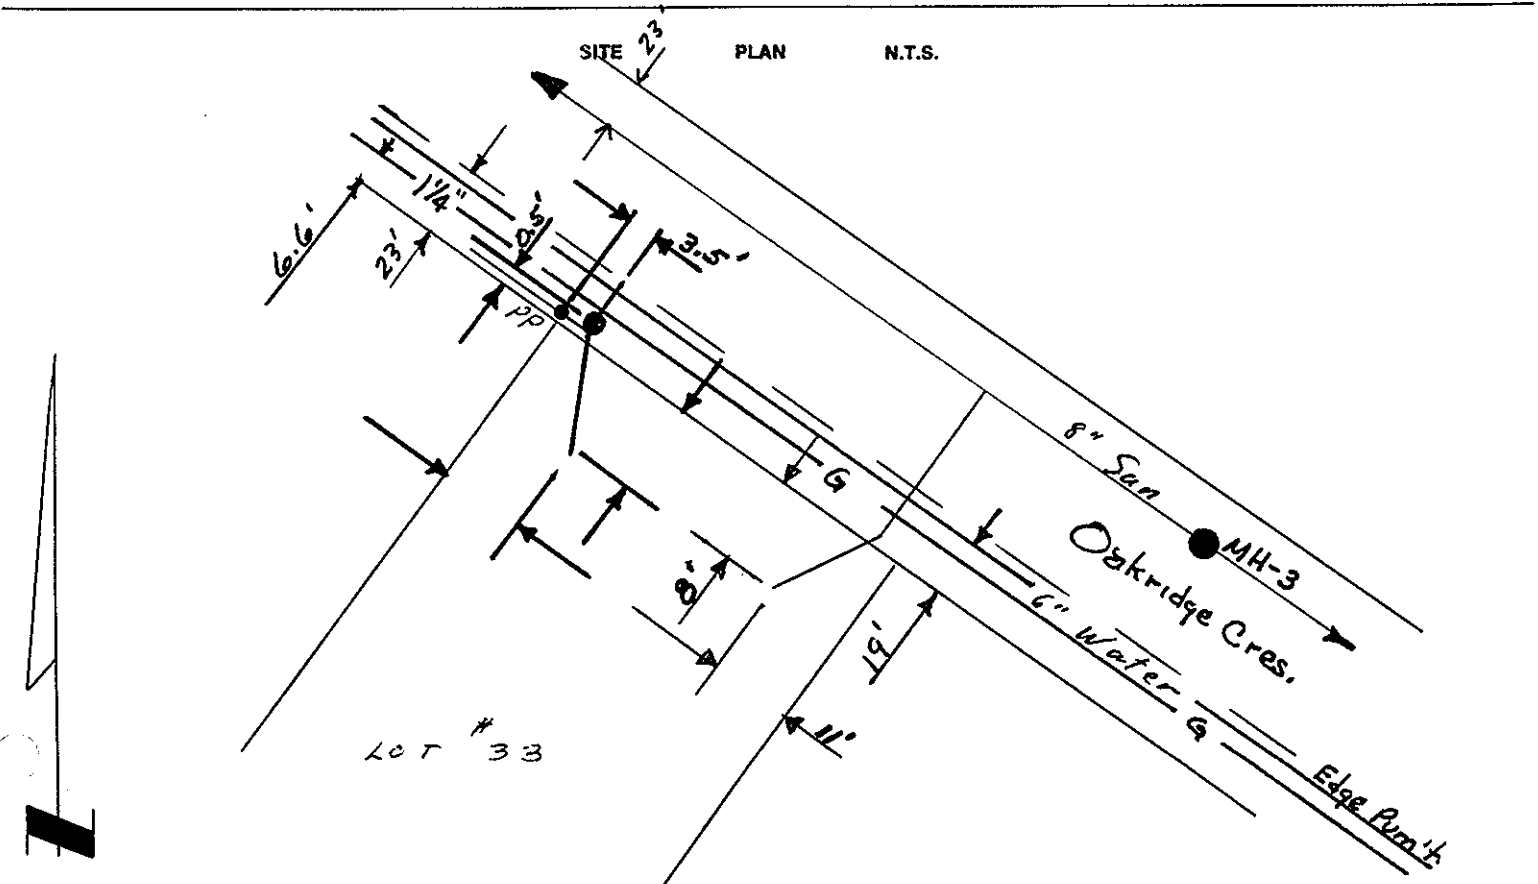 SITE PLAN N.T.S.
23
1¼"
0.5'
3.5'
6.6'
23'
PP
G
8" San
MH-3
Oakridge Cres.
8'
6" Water
19'
11'
G
LOT #33
Edge Pvm't